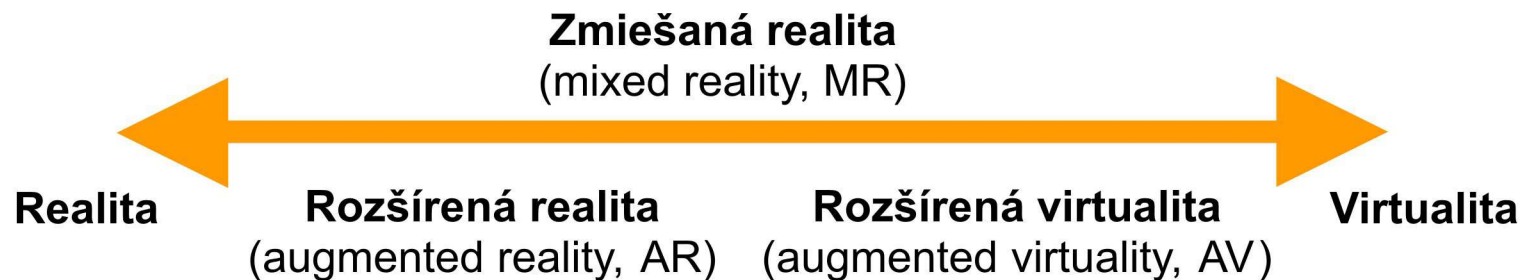 Zmiešaná realita
(mixed reality, MR)
Realita
Rozšírená realita
(augmented reality, AR)
Rozšírená virtualita
(augmented virtuality, AV)
Virtualita